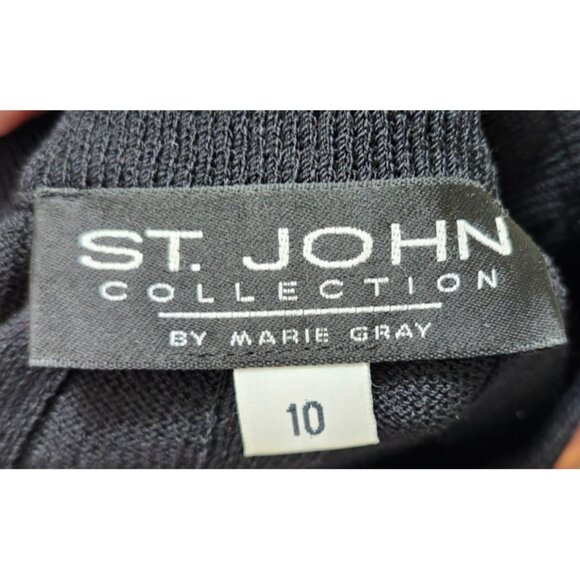 ST. JOHN
COLLECTION
BY MARIE GRAY
10